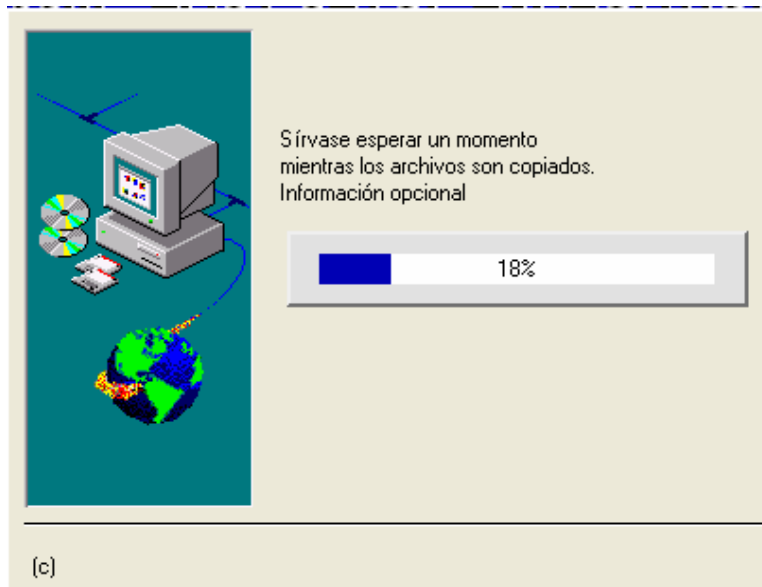 Sírvase esperar un momento
mientras los archivos son copiados.
Información opcional
18%
(c)